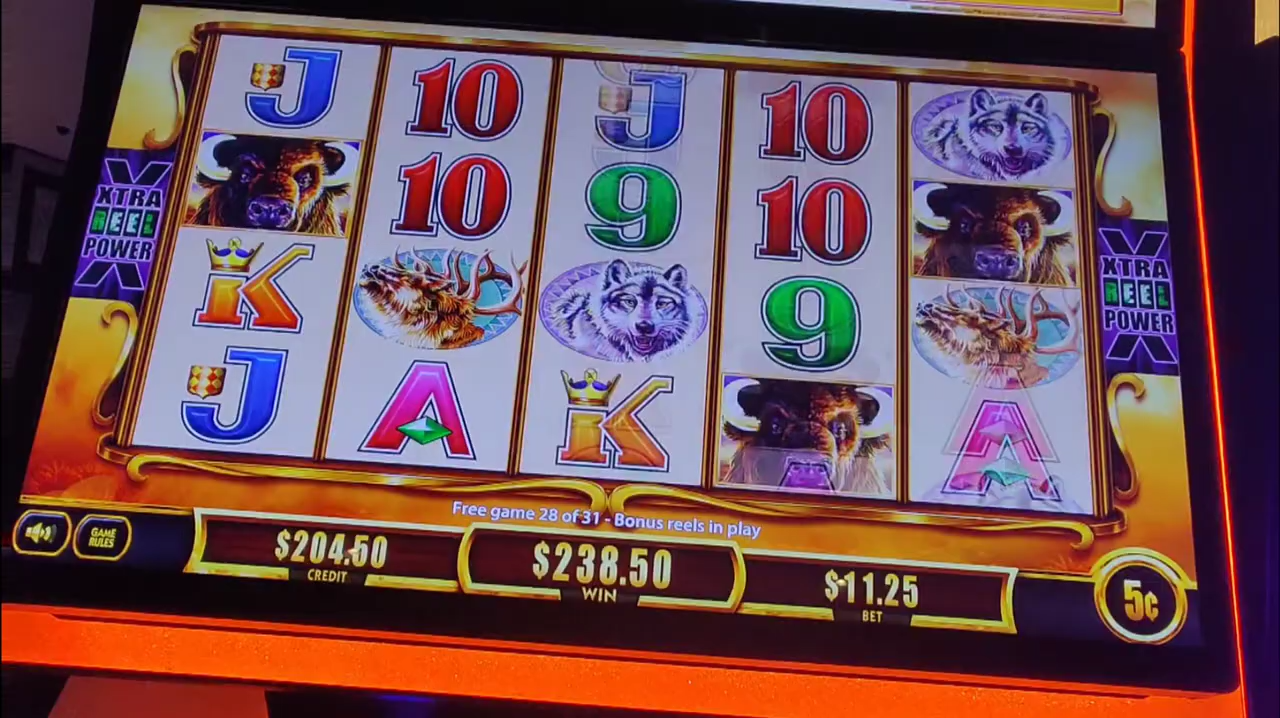 J 10 J 10
10 9 10
XTRA
REEL
POWER
XTRA
REEL
POWER
K 9
J A K A
Free game 28 of 31 - Bonus reels in play
GAME
RULES
$204.50
CREDIT
$238.50
WIN
$11.25
BET
5¢